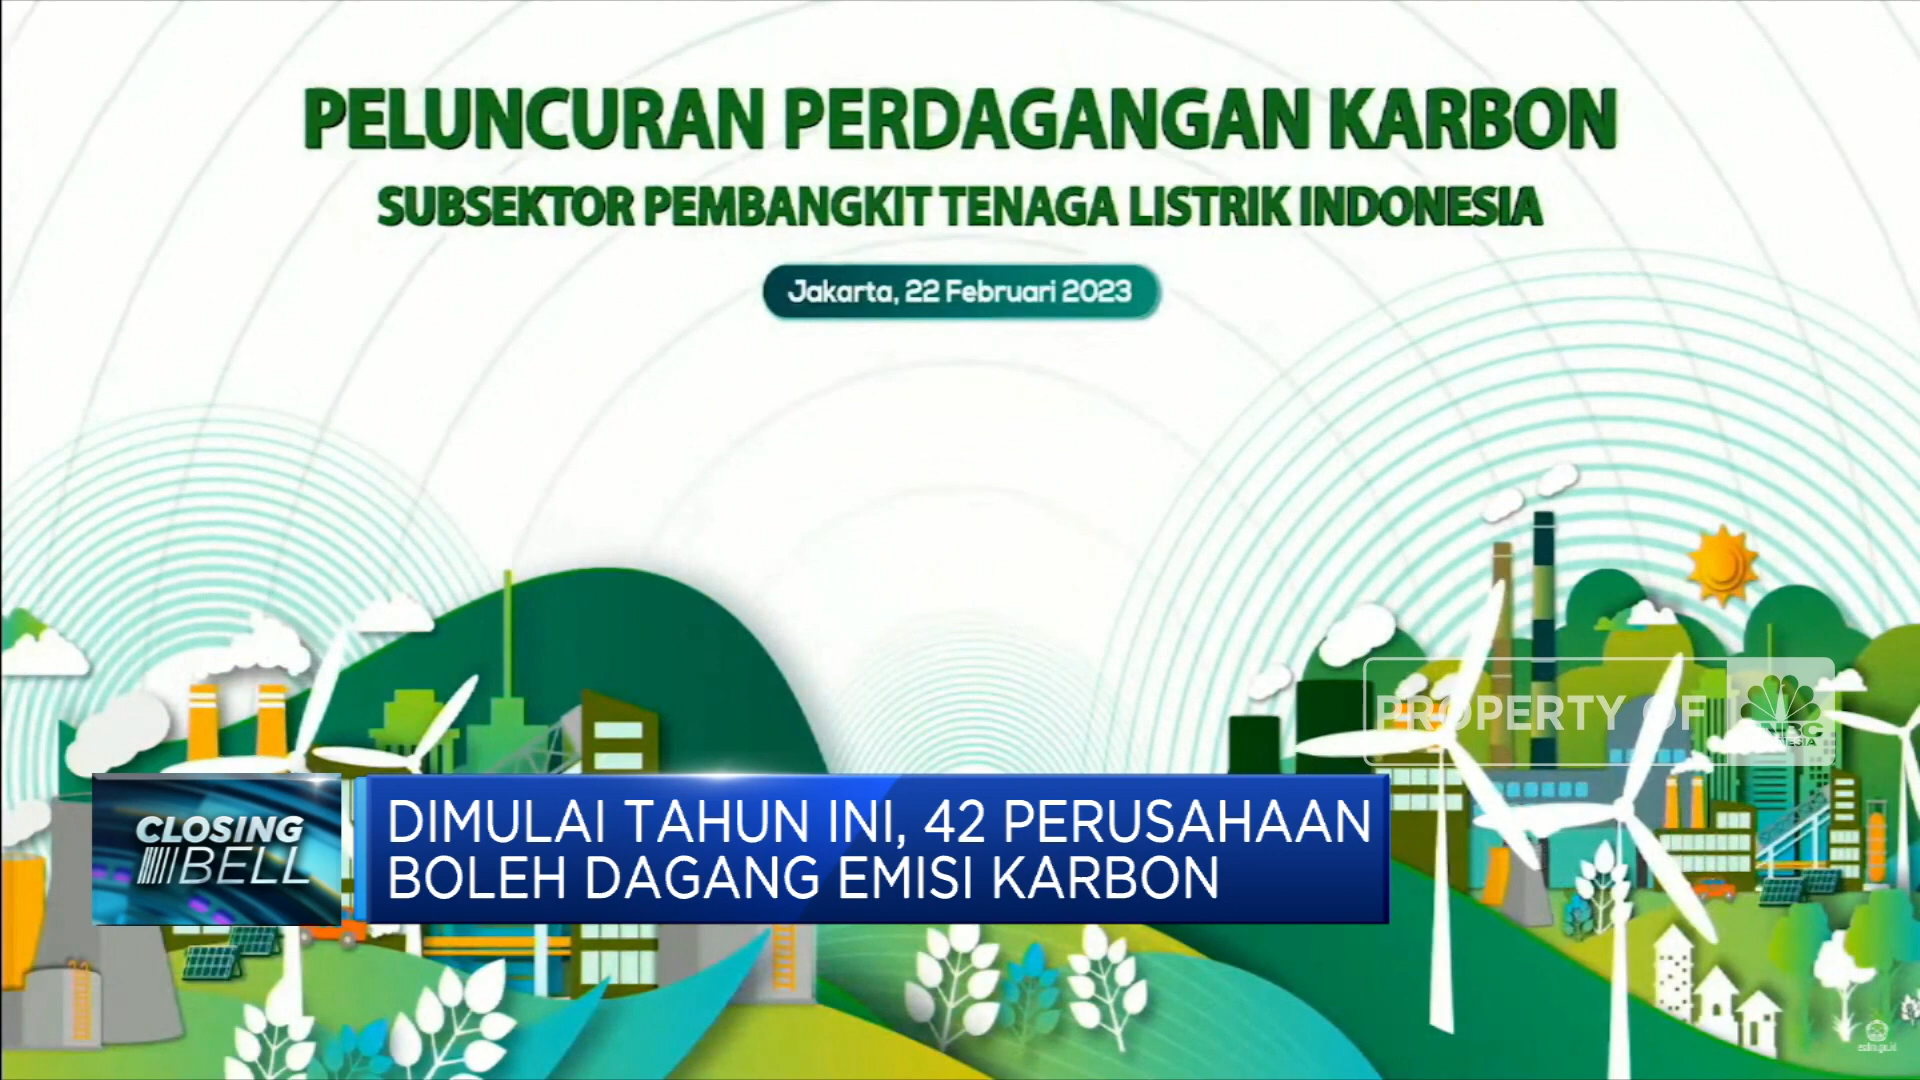 PELUNCURAN PERDAGANGAN KARBON
SUBSEKTOR PEMBANGKIT TENAGA LISTRIK INDONESIA
Jakarta, 22 Februari 2023
PROPERTY OF
CLOSING
BELL
DIMULAI TAHUN INI, 42 PERUSAHAAN
BOLEH DAGANG EMISI KARBON